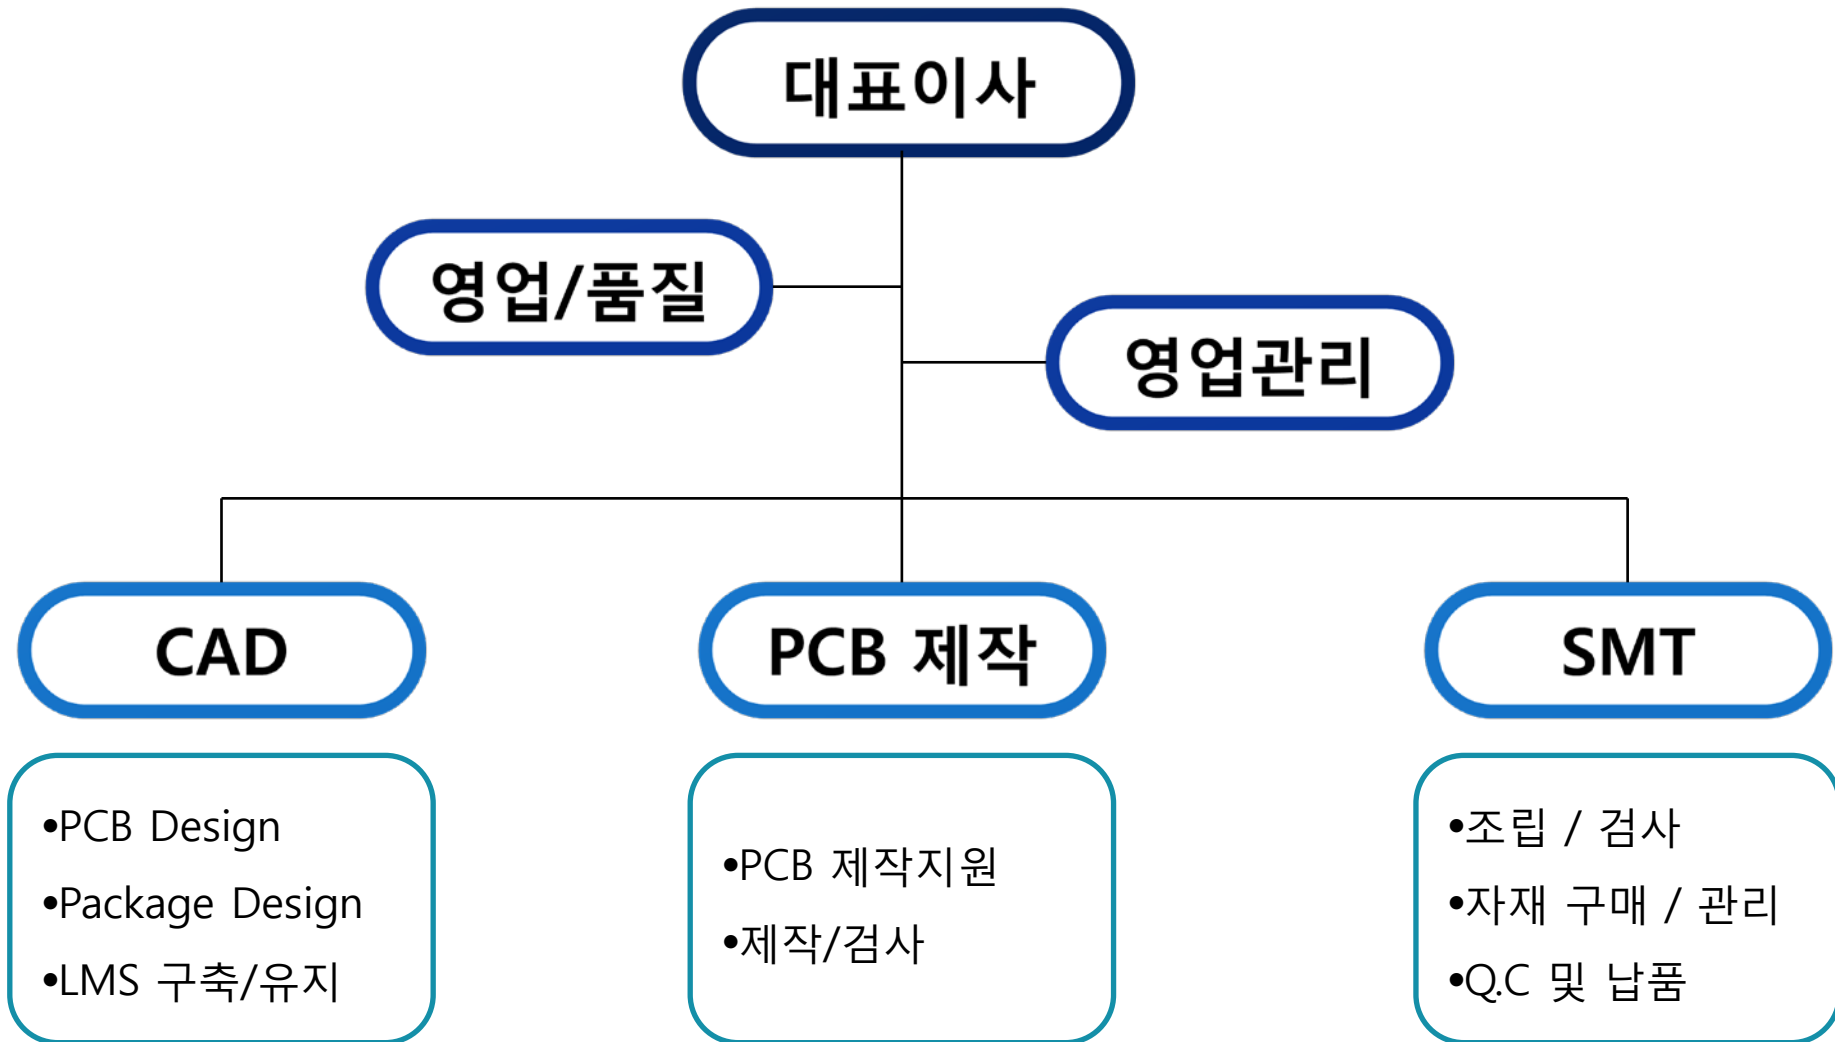 대표이사
영업/품질
영업관리
CAD
PCB 제작
SMT
•PCB Design
•Package Design
•LMS 구축/유지
•PCB 제작지원
•제작/검사
•조립 / 검사
•자재 구매 / 관리
•Q.C 및 납품